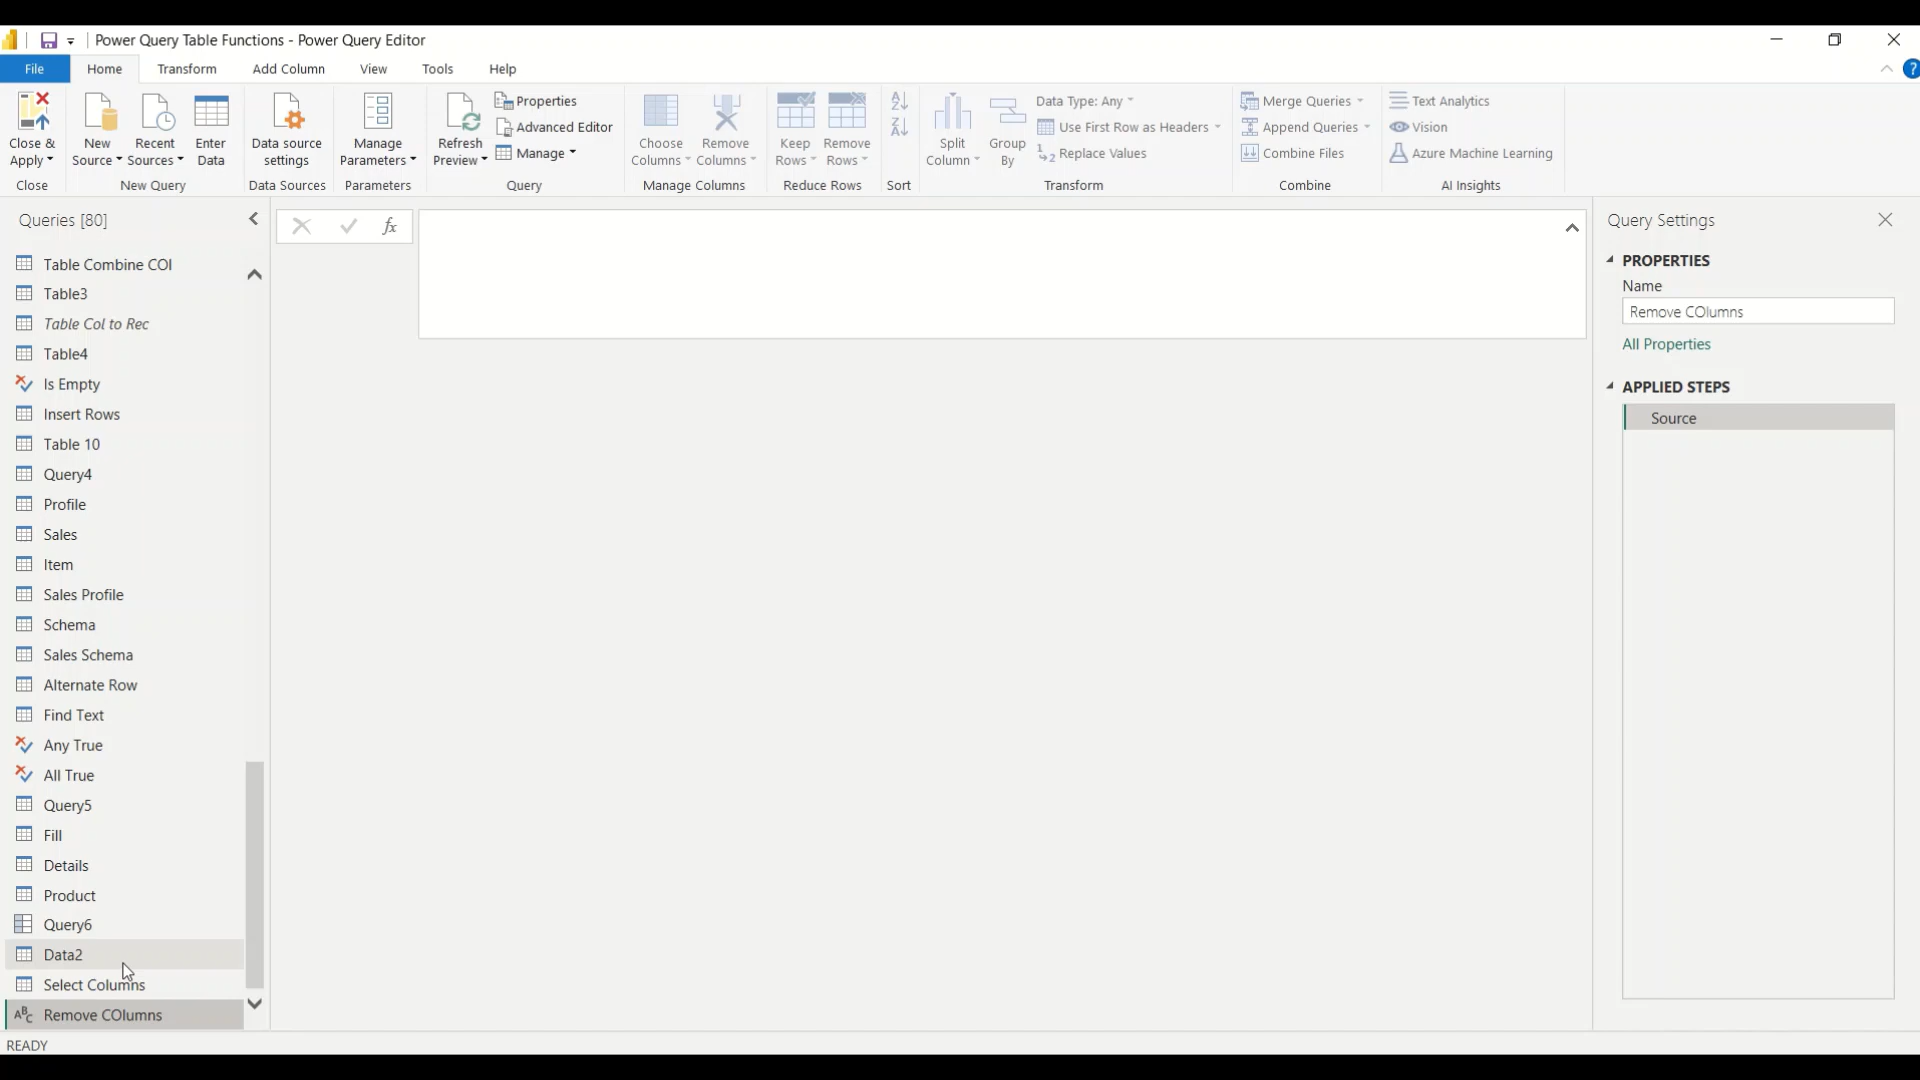 Power Query Table Functions - Power Query Editor
File Home Transform Add Column View Tools Help
?
Close & Apply
New Source
Recent Sources
Enter Data
Data source settings
Manage Parameters
Refresh Preview
Properties
Advanced Editor
Manage
Choose Columns
Remove Columns
Keep Rows
Remove Rows
A Z
Z A
Split Column
Group By
Data Type: Any
Use First Row as Headers
1 2 Replace Values
Merge Queries
Append Queries
Combine Files
Text Analytics
Vision
Azure Machine Learning
Close
New Query
Data Sources
Parameters
Query
Manage Columns
Reduce Rows
Sort
Transform
Combine
AI Insights
Queries [80]
Table Combine COl
Table3
Table Col to Rec
Table4
Is Empty
Insert Rows
Table 10
Query4
Profile
Sales
Item
Sales Profile
Schema
Sales Schema
Alternate Row
Find Text
Any True
All True
Query5
Fill
Details
Product
Query6
Data2
Select Columns
ABC Remove COlumns
fx
Query Settings
PROPERTIES
Name
Remove COlumns
All Properties
APPLIED STEPS
Source
READY